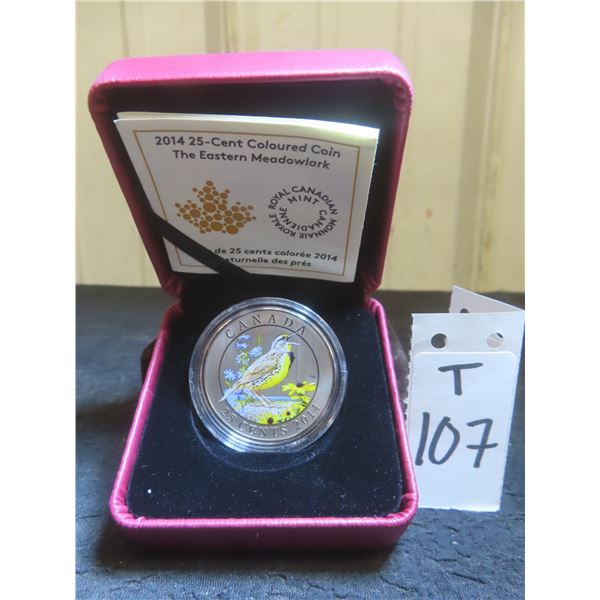 2014 25-Cent Coloured Coin
The Eastern Meadowlark
ROYAL CANADIAN MINT
MONNAIE ROYALE CANADIENNE
de 25 cents colorée 2014
des prés
CANADA
25 CENTS 2014
T
107